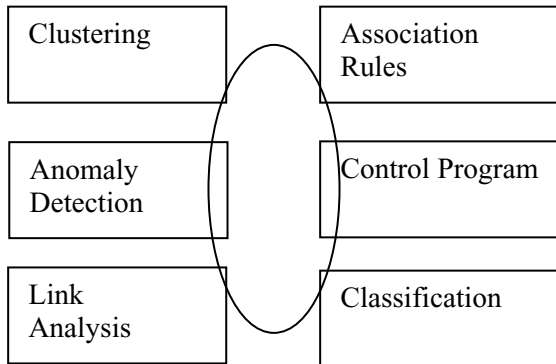 Clustering
Association
Rules
Anomaly
Detection
Control Program
Link
Analysis
Classification